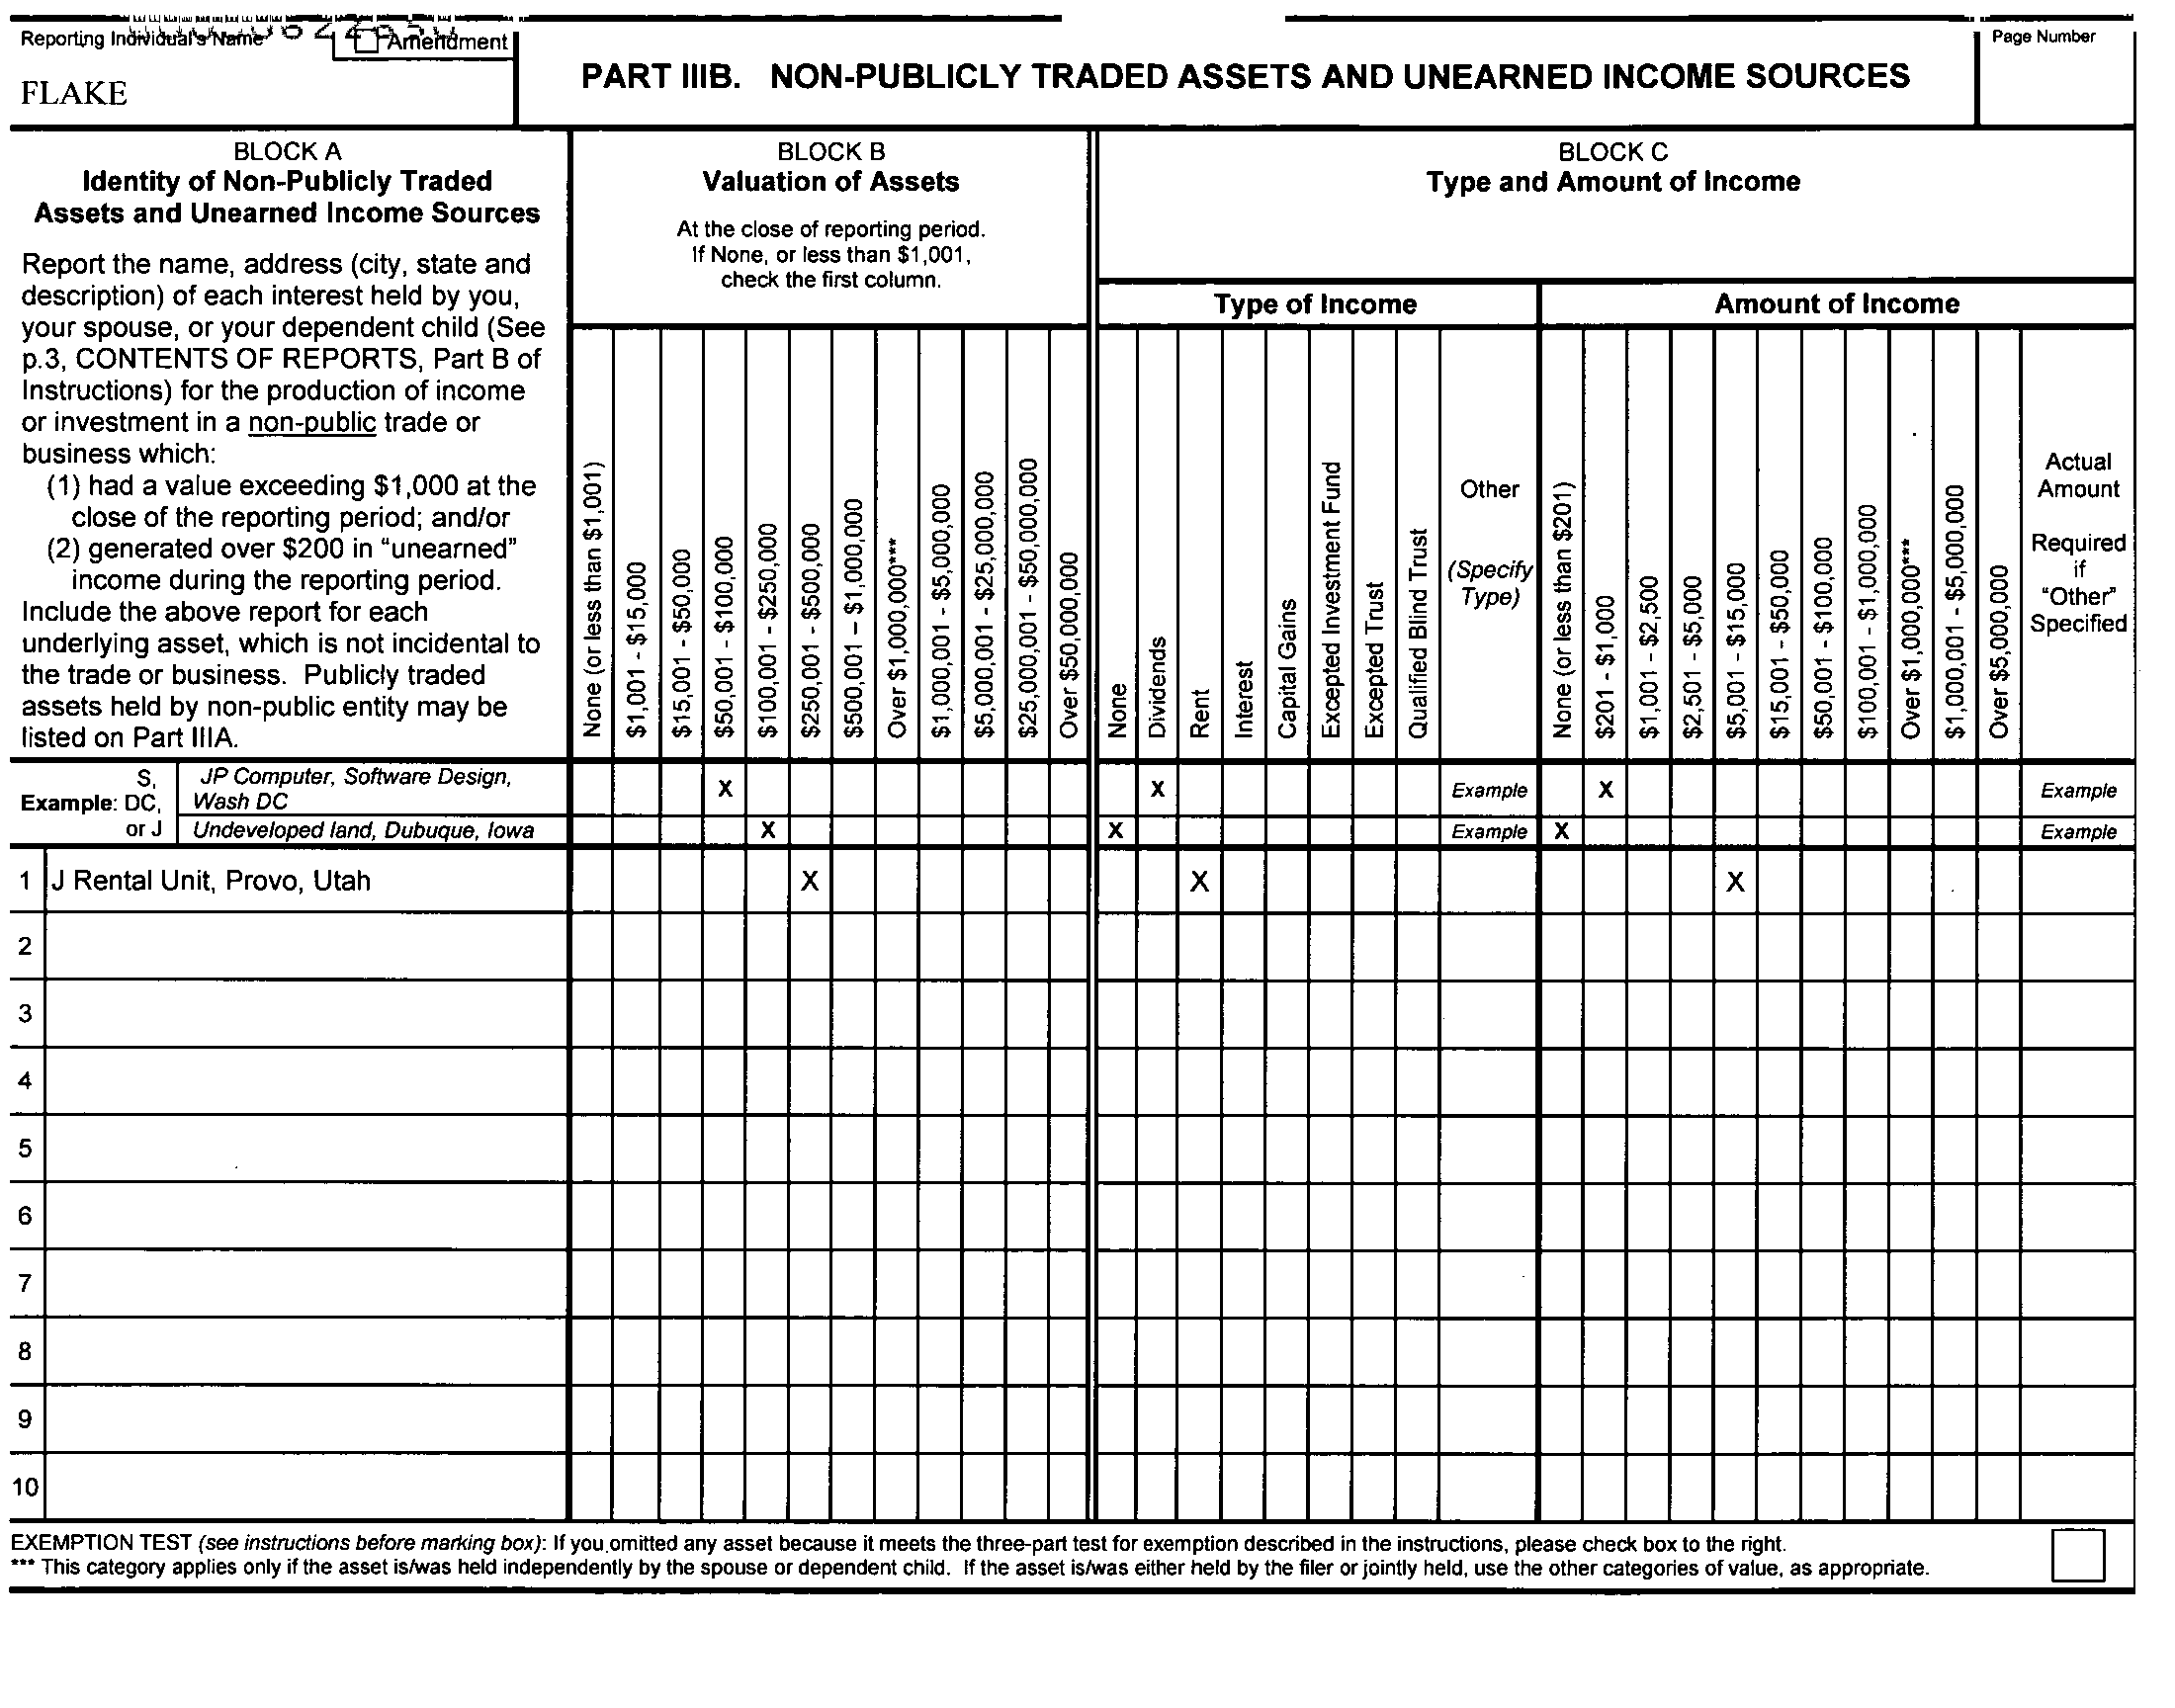 Reporting Individual's Name
Amendment
FLAKE
PART IIIB. NON-PUBLICLY TRADED ASSETS AND UNEARNED INCOME SOURCES
Page Number
BLOCK A
Identity of Non-Publicly Traded
Assets and Unearned Income Sources
Report the name, address (city, state and
description) of each interest held by you,
your spouse, or your dependent child (See
p.3, CONTENTS OF REPORTS, Part B of
Instructions) for the production of income
or investment in a non-public trade or
business which:
(1) had a value exceeding $1,000 at the
close of the reporting period; and/or
(2) generated over $200 in "unearned"
income during the reporting period.
Include the above report for each
underlying asset, which is not incidental to
the trade or business. Publicly traded
assets held by non-public entity may be
listed on Part IIIA.
BLOCK B
Valuation of Assets
At the close of reporting period.
If None, or less than $1,001,
check the first column.
None (or less than $1,001)
$1,001 - $15,000
$15,001 - $50,000
$50,001 - $100,000
$100,001 - $250,000
$250,001 - $500,000
$500,001 – $1,000,000
Over $1,000,000***
$1,000,001 - $5,000,000
$5,000,001 - $25,000,000
$25,000,001 - $50,000,000
Over $50,000,000
BLOCK C
Type and Amount of Income
Type of Income
None
Dividends
Rent
Interest
Capital Gains
Excepted Investment Fund
Excepted Trust
Qualified Blind Trust
Other
(Specify
Type)
Amount of Income
None (or less than $201)
$201 - $1,000
$1,001 - $2,500
$2,501 - $5,000
$5,001 - $15,000
$15,001 - $50,000
$50,001 - $100,000
$100,001 - $1,000,000
Over $1,000,000***
$1,000,001 - $5,000,000
Over $5,000,000
Actual
Amount
Required
if
"Other"
Specified
Example:
S,
DC,
or J
JP Computer, Software Design,
Wash DC
X X Example X Example
Undeveloped land, Dubuque, Iowa X X Example X Example
1 J Rental Unit, Provo, Utah X X X
2
3
4
5
6
7
8
9
10
EXEMPTION TEST (see instructions before marking box): If you omitted any asset because it meets the three-part test for exemption described in the instructions, please check box to the right.
*** This category applies only if the asset is/was held independently by the spouse or dependent child. If the asset is/was either held by the filer or jointly held, use the other categories of value, as appropriate.